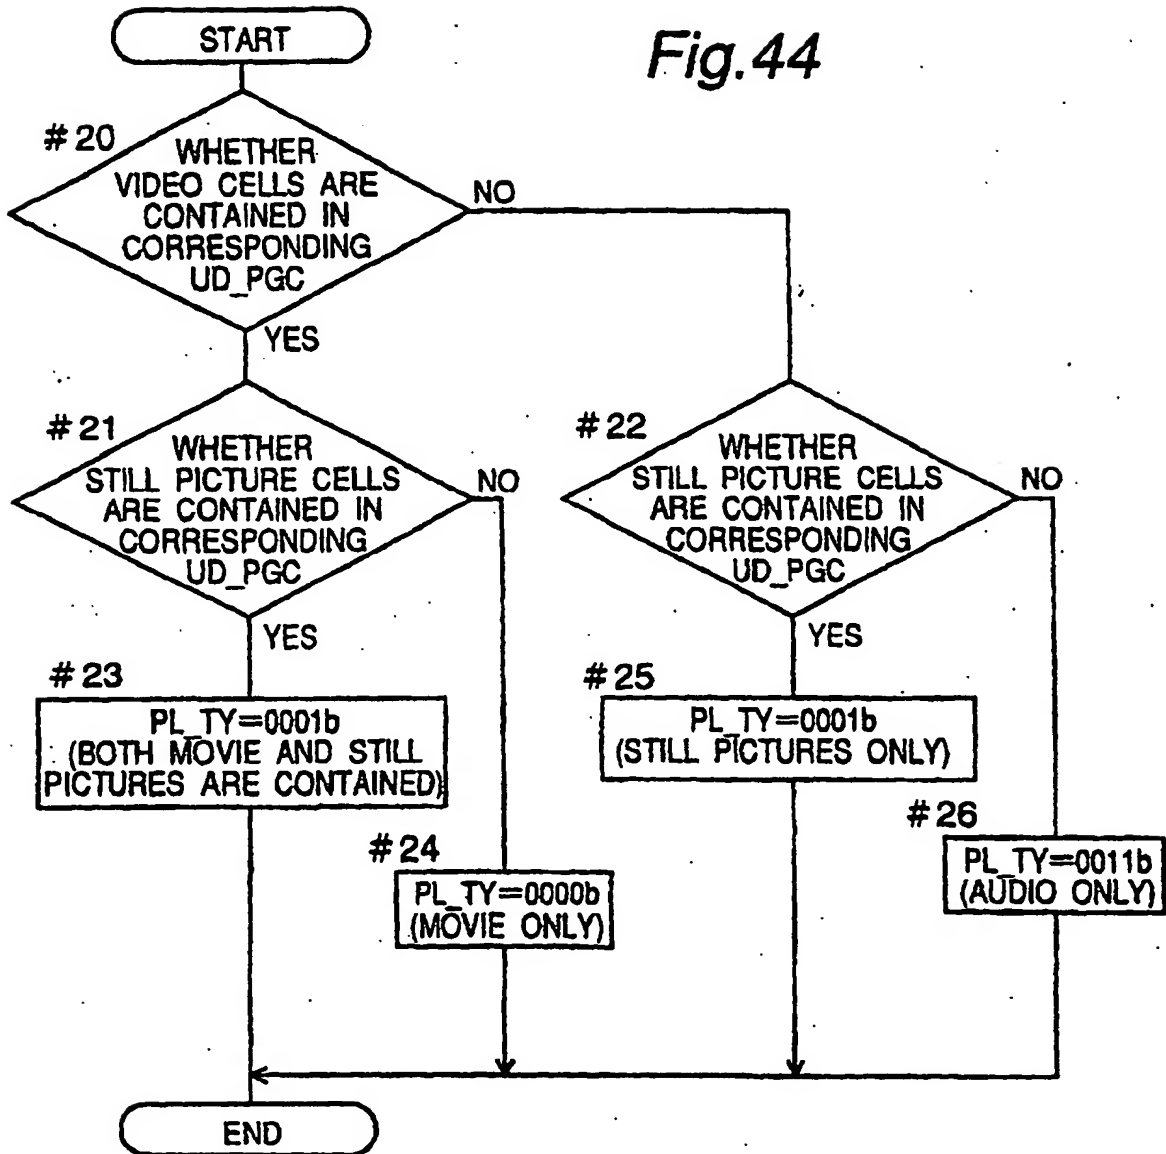 START
Fig.44
#20
WHETHER
VIDEO CELLS ARE
CONTAINED IN
CORRESPONDING
UD_PGC
NO
YES
#21
WHETHER
STILL PICTURE CELLS
ARE CONTAINED IN
CORRESPONDING
UD_PGC
NO
YES
#22
WHETHER
STILL PICTURE CELLS
ARE CONTAINED IN
CORRESPONDING
UD_PGC
NO
YES
#23
PL_TY=0001b
(BOTH MOVIE AND STILL
PICTURES ARE CONTAINED)
#24
PL_TY=0000b
(MOVIE ONLY)
#25
PL_TY=0001b
(STILL PICTURES ONLY)
#26
PL_TY=0011b
(AUDIO ONLY)
END